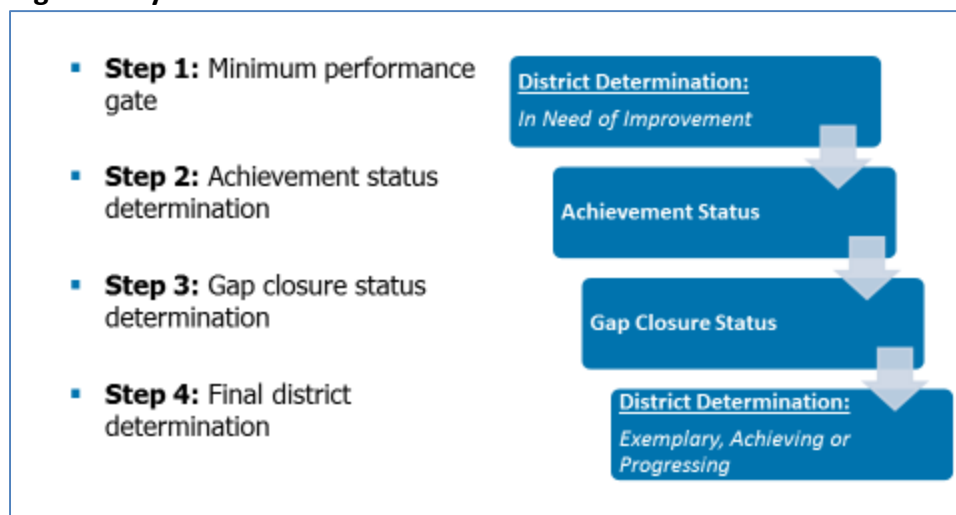 ▪ Step 1: Minimum performance
gate
▪ Step 2: Achievement status
determination
▪ Step 3: Gap closure status
determination
▪ Step 4: Final district
determination
District Determination:
In Need of Improvement
Achievement Status
Gap Closure Status
District Determination:
Exemplary, Achieving or
Progressing